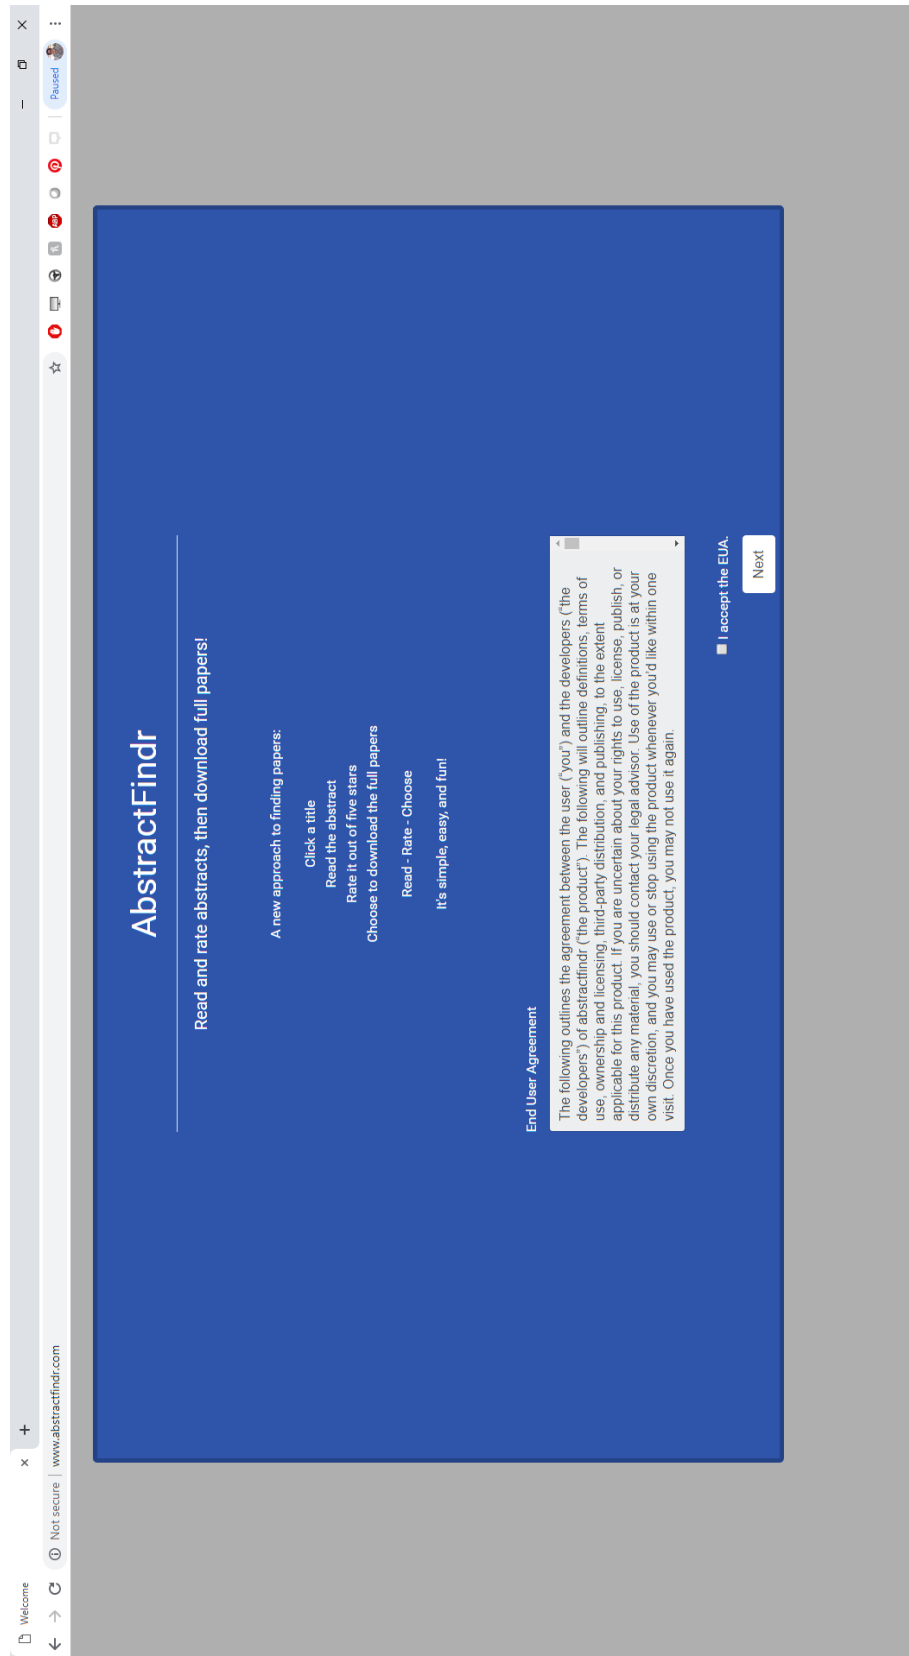 Welcome
Not secure | www.abstractfindr.com
ABP
Paused
AbstractFindr
Read and rate abstracts, then download full papers!
A new approach to finding papers:
Click a title
Read the abstract
Rate it out of five stars
Choose to download the full papers
Read - Rate - Choose
It's simple, easy, and fun!
End User Agreement
The following outlines the agreement between the user (“you”) and the developers (“the
developers”) of abstractfindr (“the product”). The following will outline definitions, terms of
use, ownership and licensing, third-party distribution, and publishing, to the extent
applicable for this product. If you are uncertain about your rights to use, license, publish, or
distribute any material, you should contact your legal advisor. Use of the product is at your
own discretion, and you may use or stop using the product whenever you’d like within one
visit. Once you have used the product, you may not use it again.
I accept the EUA.
Next